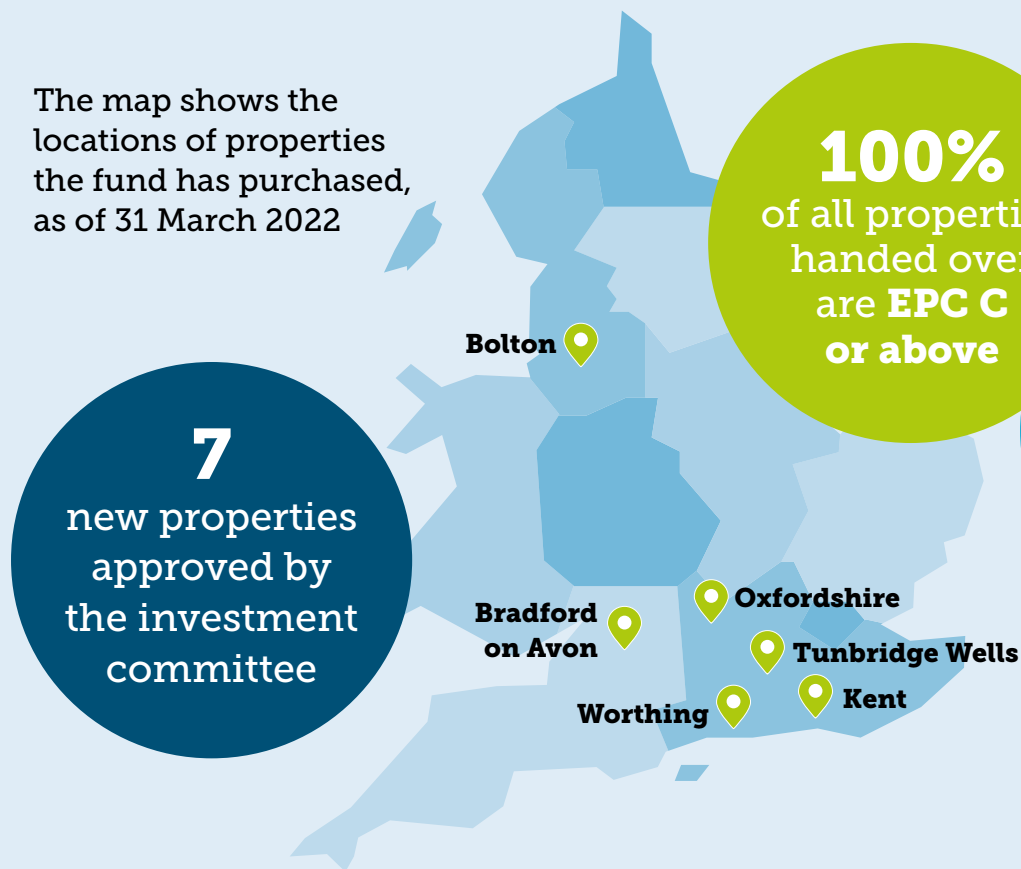 The map shows the
locations of properties
the fund has purchased,
as of 31 March 2022
100%
of all
handed
are EPC C
or above
Bolton
7
new properties
approved by
the investment
committee
Bradford
on Avon
Oxfordshire
Tunbridge Wells
Worthing
Kent